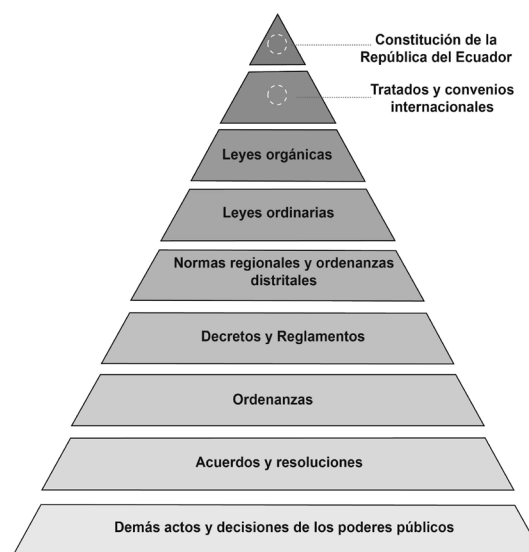 Constitución de la
República del Ecuador
Tratados y convenios
internacionales
Leyes orgánicas
Leyes ordinarias
Normas regionales y ordenanzas
distritales
Decretos y Reglamentos
Ordenanzas
Acuerdos y resoluciones
Demás actos y decisiones de los poderes públicos